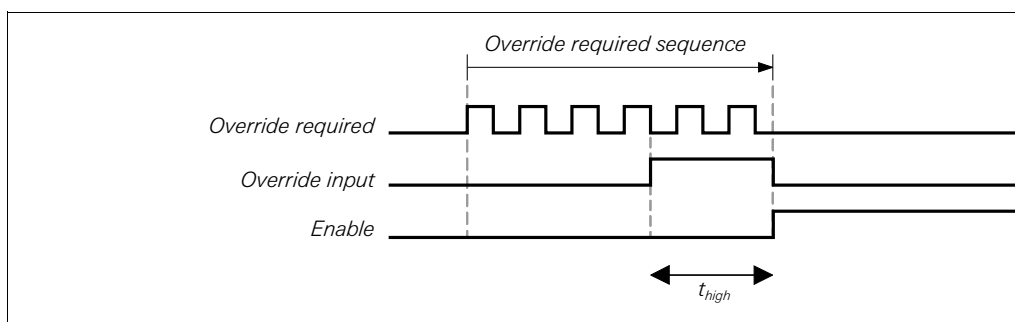 Override required sequence
Override required
Override input
Enable
thigh